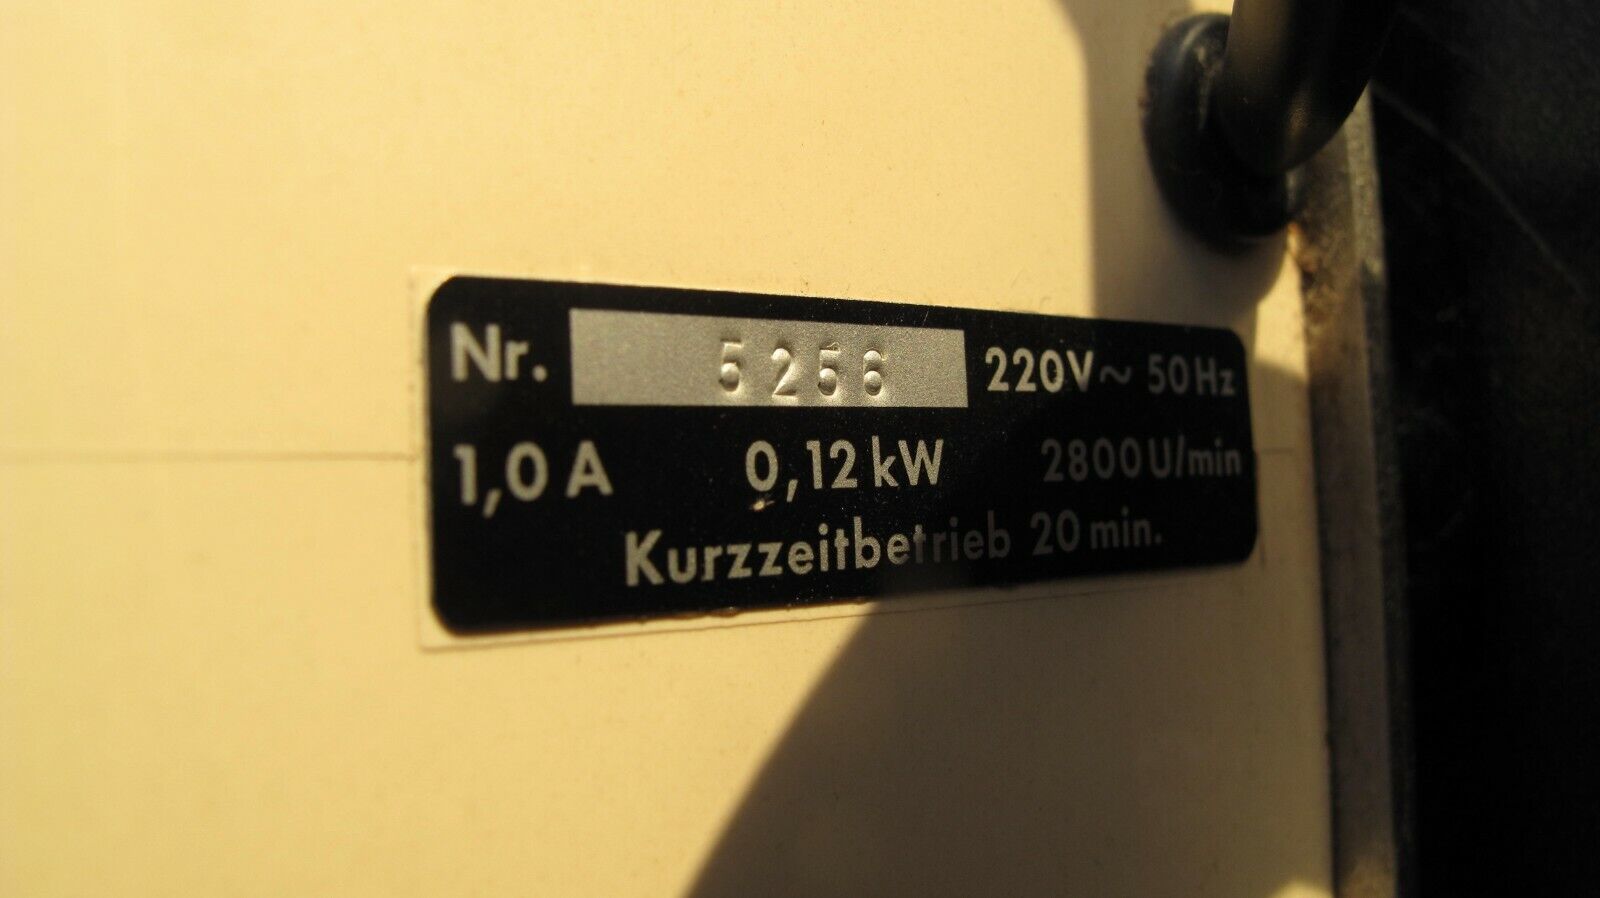 Nr. 5256 220V~ 50Hz
1,0 A 0,12 kW 2800 U/min
Kurzzeitbetrieb 20 min.